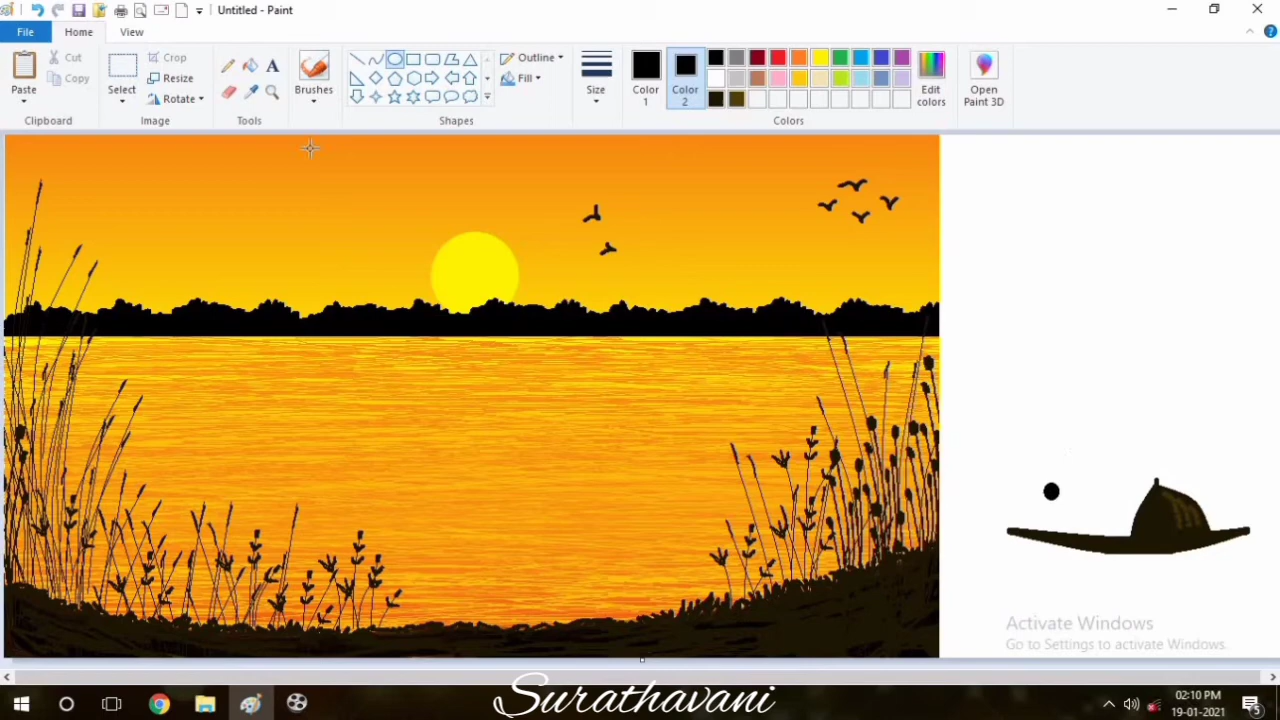 Untitled - Paint
File Home View
Paste
Cut
Copy
Clipboard
Select
Crop
Resize
Rotate
Image
Tools
Brushes
Outline
Fill
Shapes
Size
Color 1
Color 2
Colors
Edit colors
Open Paint 3D
Activate Windows
Go to Settings to activate Windows.
Surathavani
02:10 PM
19-01-2021
5